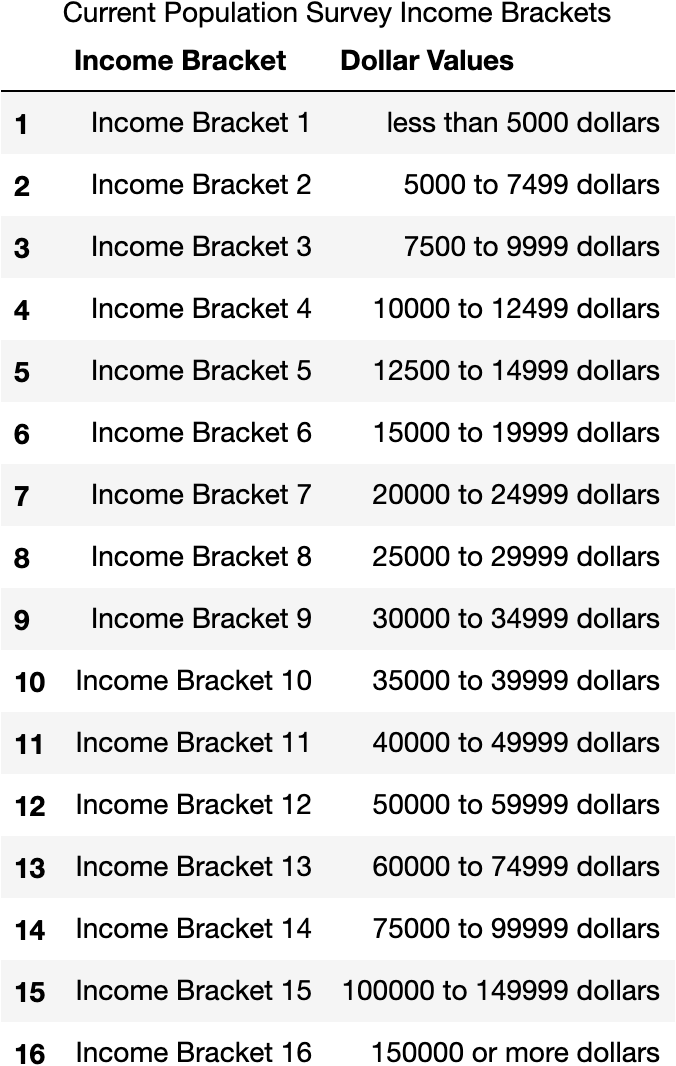 Current Population Survey Income Brackets
Income Bracket Dollar Values
1 Income Bracket 1 less than 5000 dollars
2 Income Bracket 2 5000 to 7499 dollars
3 Income Bracket 3 7500 to 9999 dollars
4 Income Bracket 4 10000 to 12499 dollars
5 Income Bracket 5 12500 to 14999 dollars
6 Income Bracket 6 15000 to 19999 dollars
7 Income Bracket 7 20000 to 24999 dollars
8 Income Bracket 8 25000 to 29999 dollars
9 Income Bracket 9 30000 to 34999 dollars
10 Income Bracket 10 35000 to 39999 dollars
11 Income Bracket 11 40000 to 49999 dollars
12 Income Bracket 12 50000 to 59999 dollars
13 Income Bracket 13 60000 to 74999 dollars
14 Income Bracket 14 75000 to 99999 dollars
15 Income Bracket 15 100000 to 149999 dollars
16 Income Bracket 16 150000 or more dollars